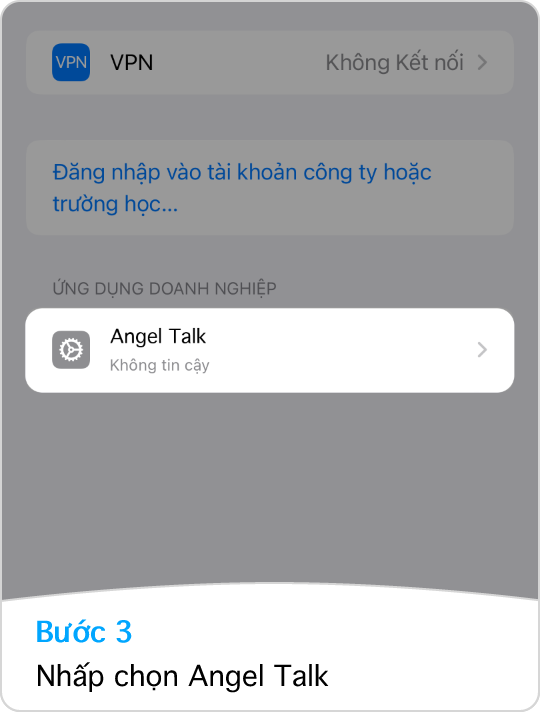 VPN VPN Không Kết nối
Đăng nhập vào tài khoản công ty hoặc
trường học...
ỨNG DỤNG DOANH NGHIỆP
Angel Talk
Không tin cậy
Bước 3
Nhấp chọn Angel Talk